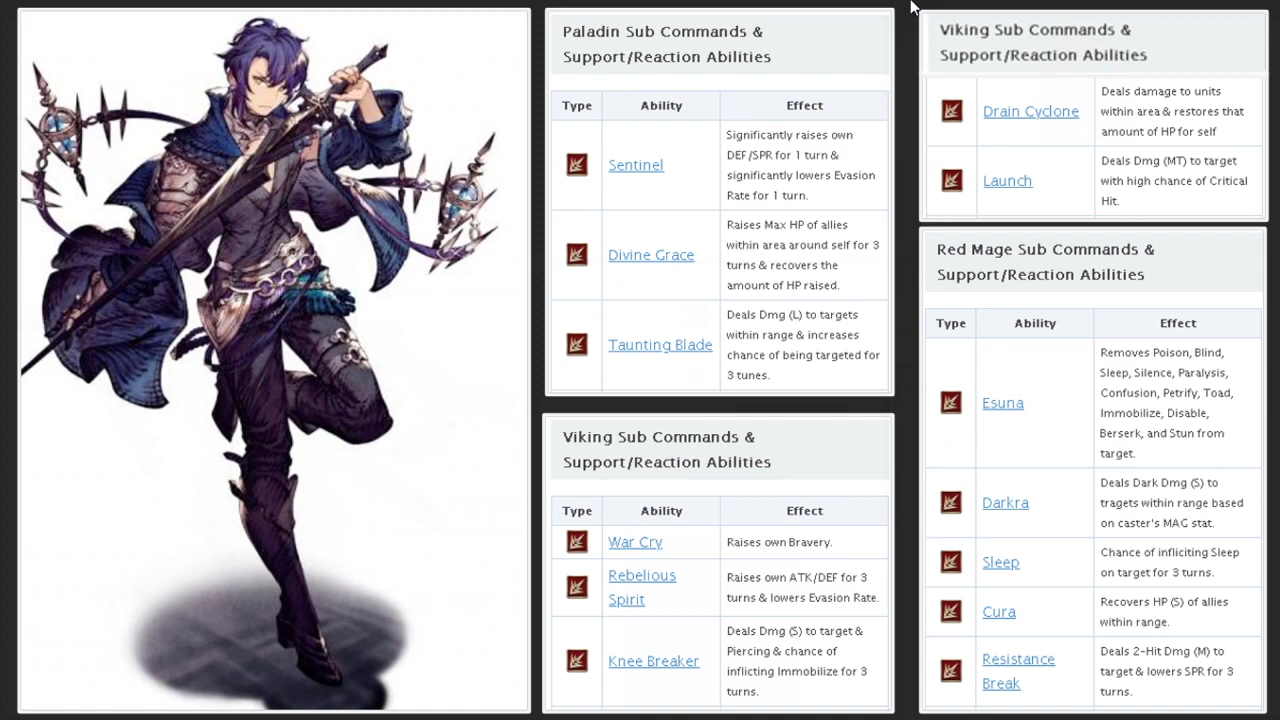 Paladin Sub Commands &
Support/Reaction Abilities
Type Ability Effect
Sentinel
Significantly raises own
DEF/SPR for 1 turn &
significantly lowers Evasion
Rate for 1 turn.
Divine Grace
Raises Max HP of allies
within area around self for 3
turns & recovers the
amount of HP raised.
Taunting Blade
Deals Dmg (L) to targets
within range & increases
chance of being targeted for
3 tunes.
Viking Sub Commands &
Support/Reaction Abilities
Type Ability Effect
War Cry
Raises own Bravery.
Rebelious
Spirit
Raises own ATK/DEF for 3
turns & lowers Evasion Rate.
Knee Breaker
Deals Dmg (S) to target &
Piercing & chance of
inflicting Immobilize for 3
turns.
Viking Sub Commands &
Support/Reaction Abilities
Drain Cyclone
Deals damage to units
within area & restores that
amount of HP for self
Launch
Deals Dmg (MT) to target
with high chance of Critical
Hit.
Red Mage Sub Commands &
Support/Reaction Abilities
Type Ability Effect
Esuna
Removes Poison, Blind,
Sleep, Silence, Paralysis,
Confusion, Petrify, Toad,
Immobilize, Disable,
Berserk, and Stun from
target.
Darkra
Deals Dark Dmg (S) to
tragets within range based
on caster's MAG stat.
Sleep
Chance of infliciting Sleep
on target for 3 turns.
Cura
Recovers HP (S) of allies
within range.
Resistance
Break
Deals 2-Hit Dmg (M) to
target & lowers SPR for 3
turns.